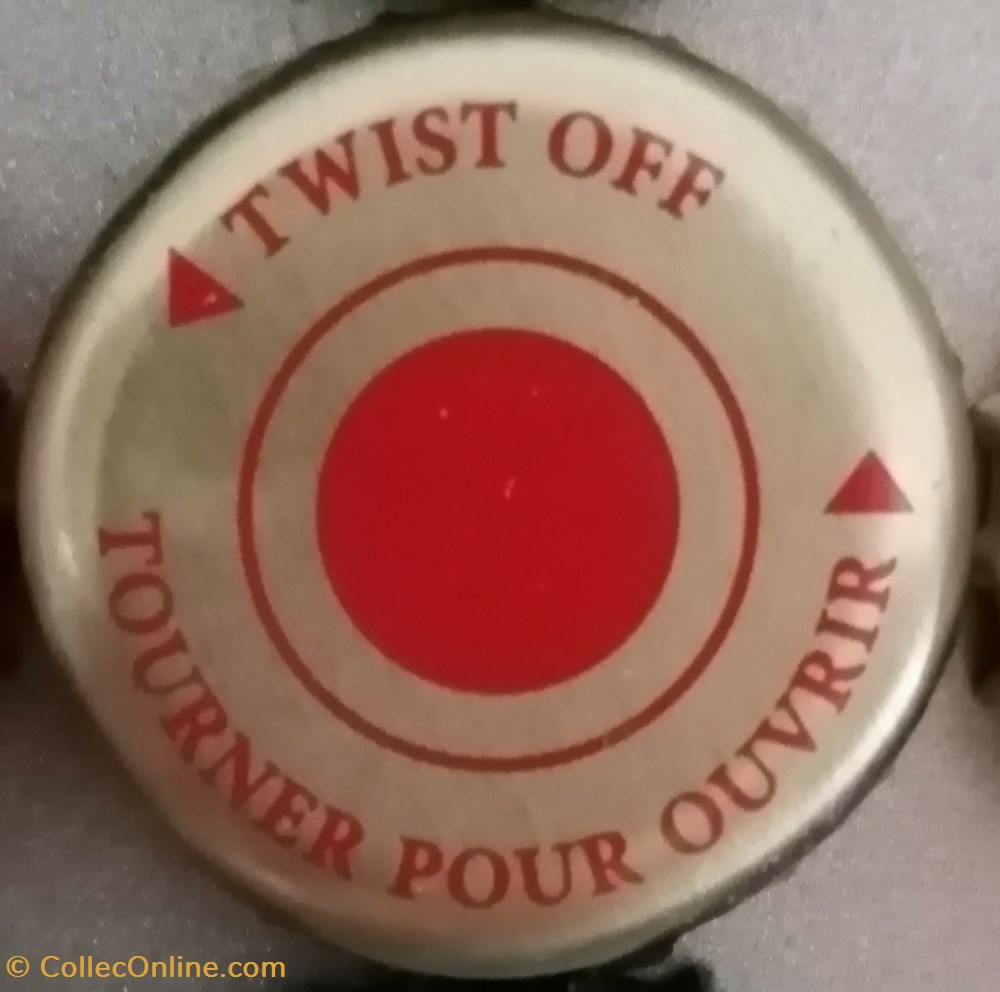 TWIST OFF
TOURNER POUR OUVRIR
© CollecOnline.com